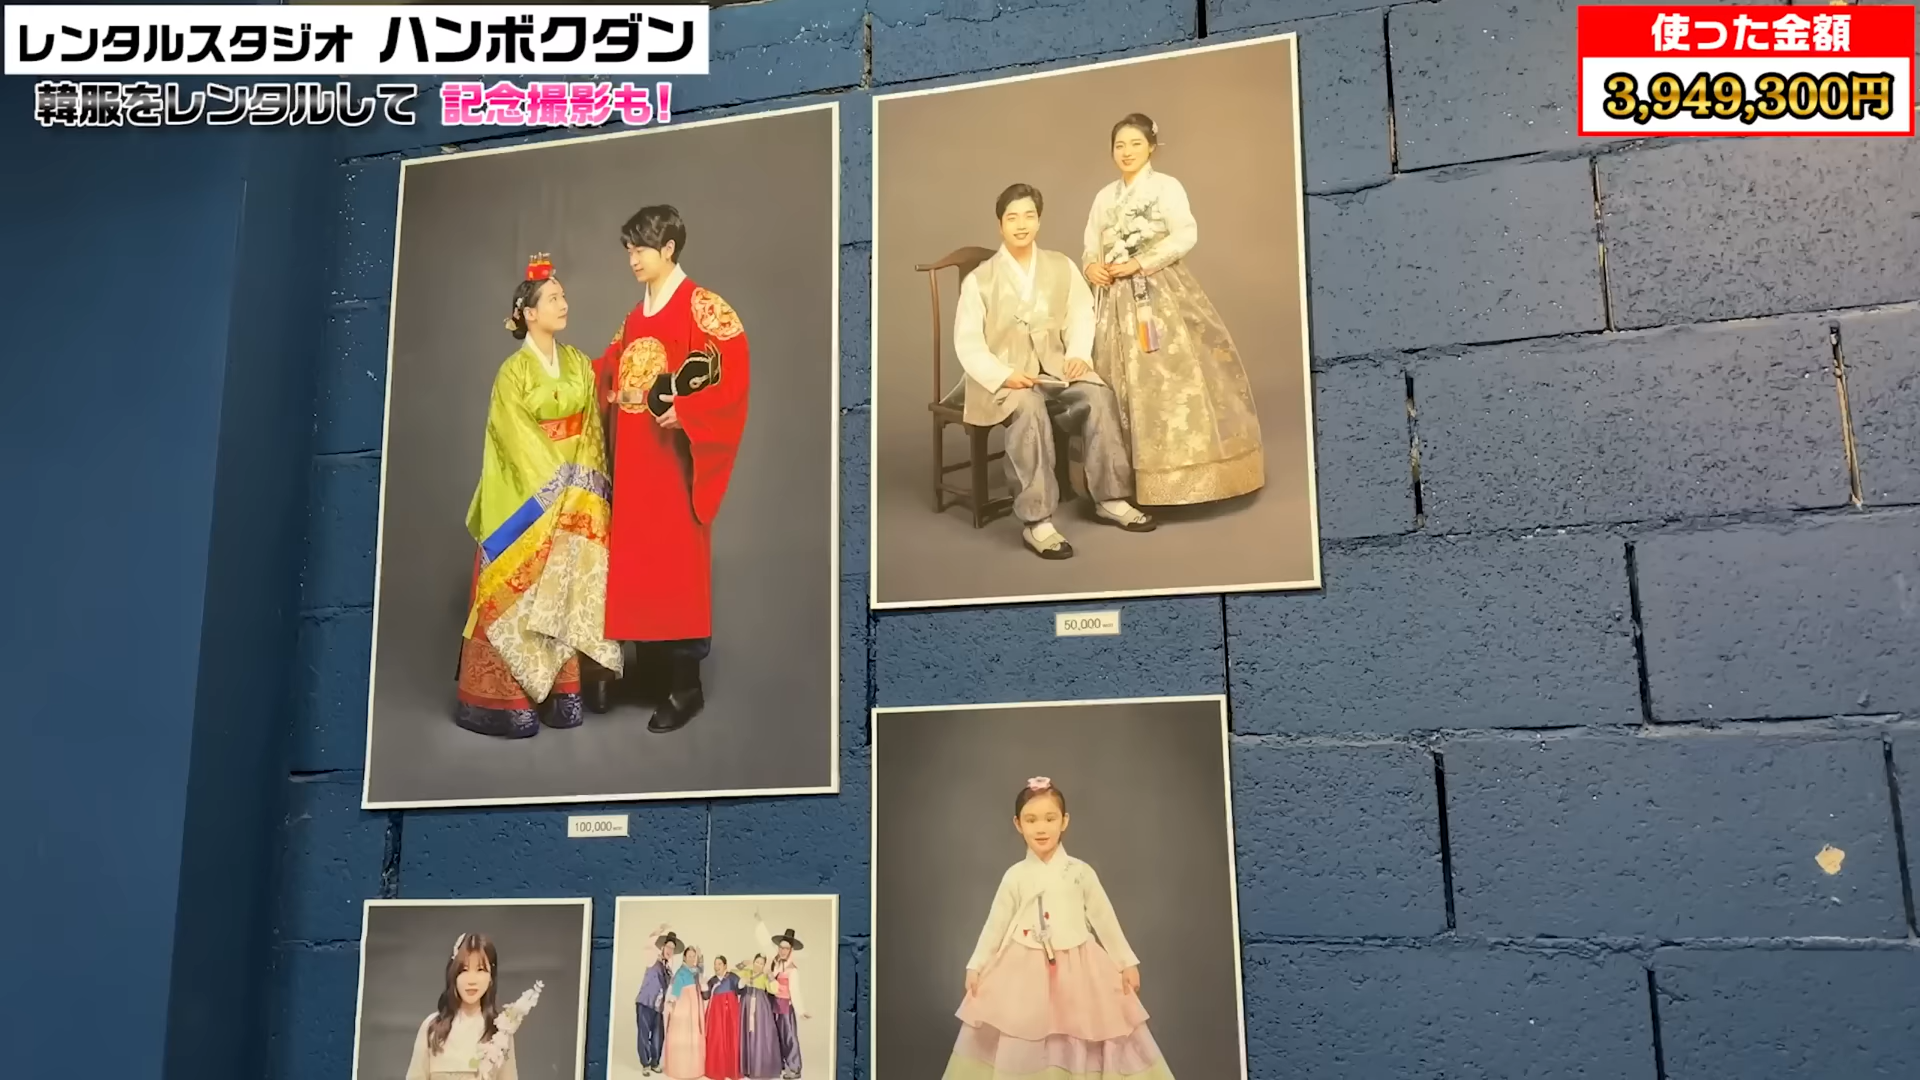 レンタルスタジオ ハンボクダン
韓服をレンタルして 記念撮影も!
使った金額
3,949,300円
50,000
100,000